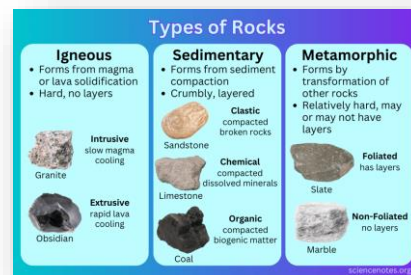 Types of Rocks
Igneous
• Forms from magma
or lava solidification
• Hard, no layers
Intrusive
slow magma
cooling
Granite
Extrusive
rapid lava
cooling
Obsidian
Sedimentary
• Forms from sediment
compaction
• Crumbly, layered
Clastic
compacted
broken rocks
Sandstone
Chemical
compacted
dissolved minerals
Limestone
Organic
compacted
biogenic matter
Coal
Metamorphic
• Forms by
transformation of
other rocks
• Relatively hard, may
or may not have
layers
Foliated
has layers
Slate
Non-Foliated
no layers
Marble
sciencenotes.org